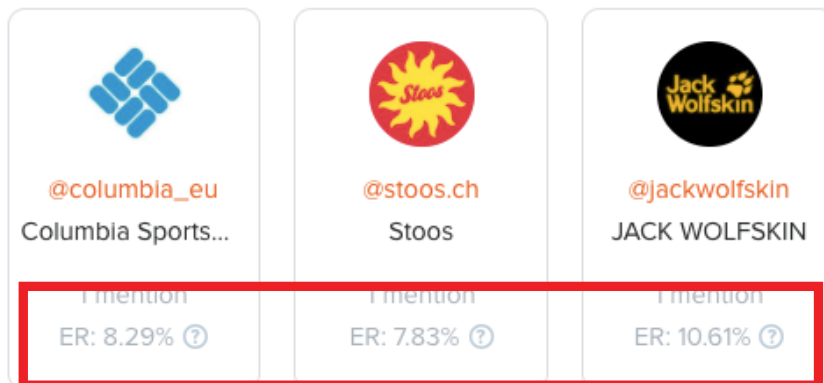 Stoos
Jack
Wolfskin
@columbia_eu
@stoos.ch
@jackwolfskin
Columbia Sports...
Stoos
JACK WOLFSKIN
1 mention
1 mention
1 mention
ER: 8.29% ?
ER: 7.83% ?
ER: 10.61% ?